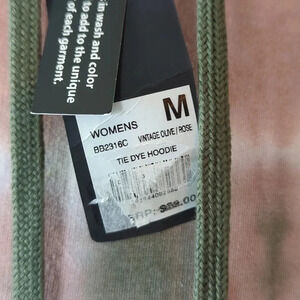 in wash and color
to add to the unique
of each garment.
WOMENS M
BB2316C VINTAGE OLIVE / ROSE
TIE DYE HOODIE